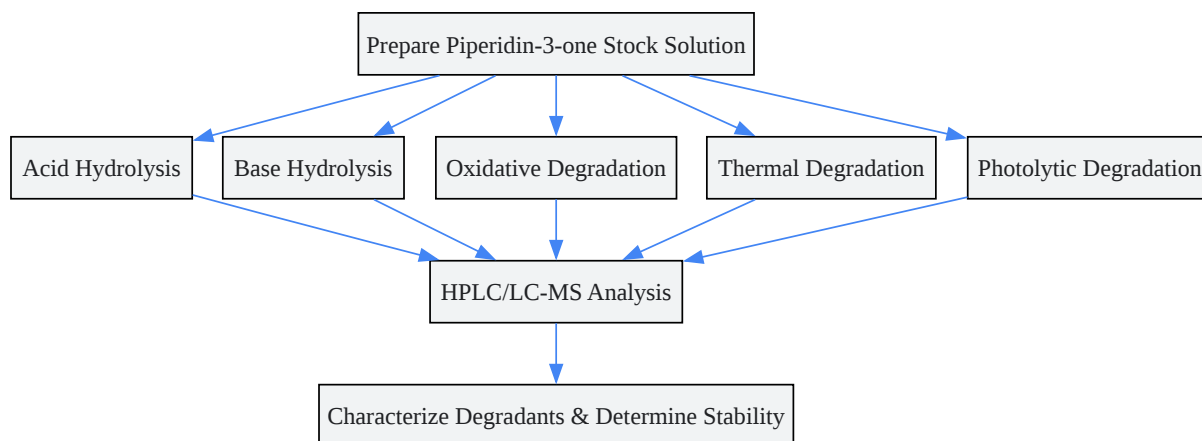 Prepare Piperidin-3-one Stock Solution
Acid Hydrolysis
Base Hydrolysis
Oxidative Degradation
Thermal Degradation
Photolytic Degradation
HPLC/LC-MS Analysis
Characterize Degradants & Determine Stability